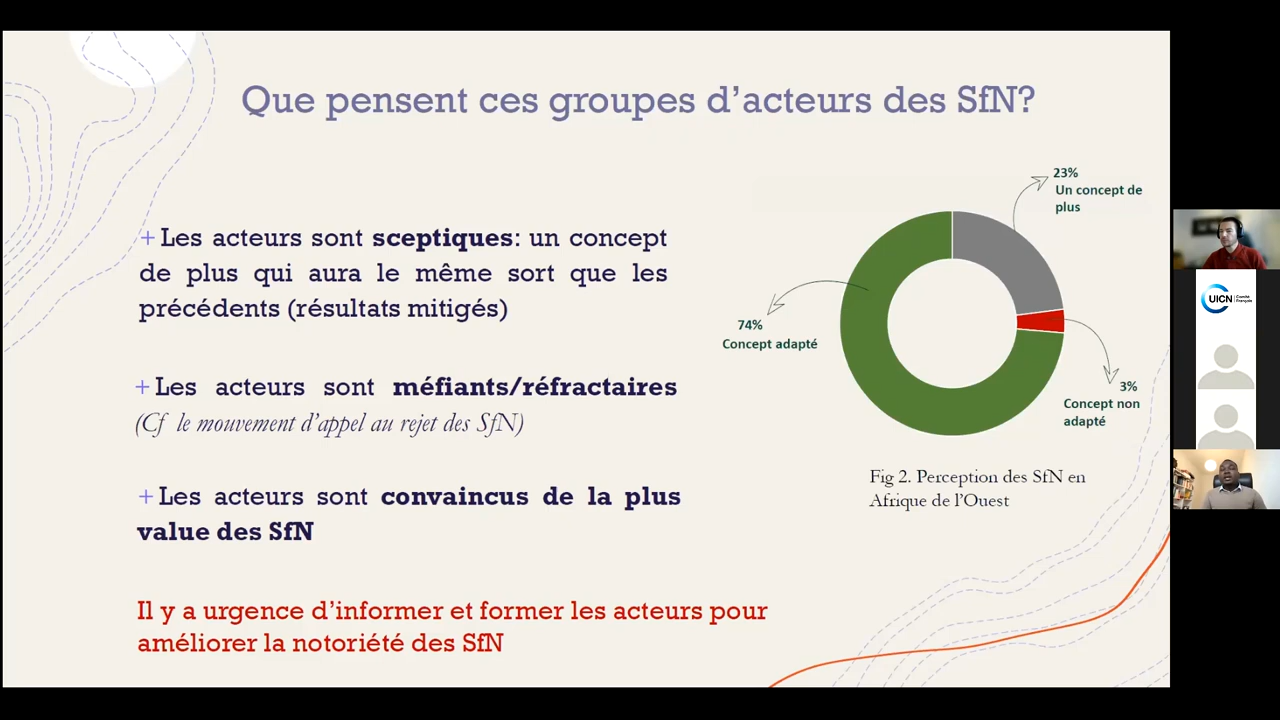 Que pensent ces groupes d’acteurs des SfN?
+Les acteurs sont sceptiques: un concept
de plus qui aura le même sort que les
précédents (résultats mitigés)
+Les acteurs sont méfiants/réfractaires
(Cf le mouvement d’appel au rejet des SfN)
+Les acteurs sont convaincus de la plus
value des SfN
Il y a urgence d’informer et former les acteurs pour
améliorer la notoriété des SfN
23%
Un concept de
plus
74%
Concept adapté
3%
Concept non
adapté
Fig 2. Perception des SfN en
Afrique de l’Ouest
UICN Comité
Français